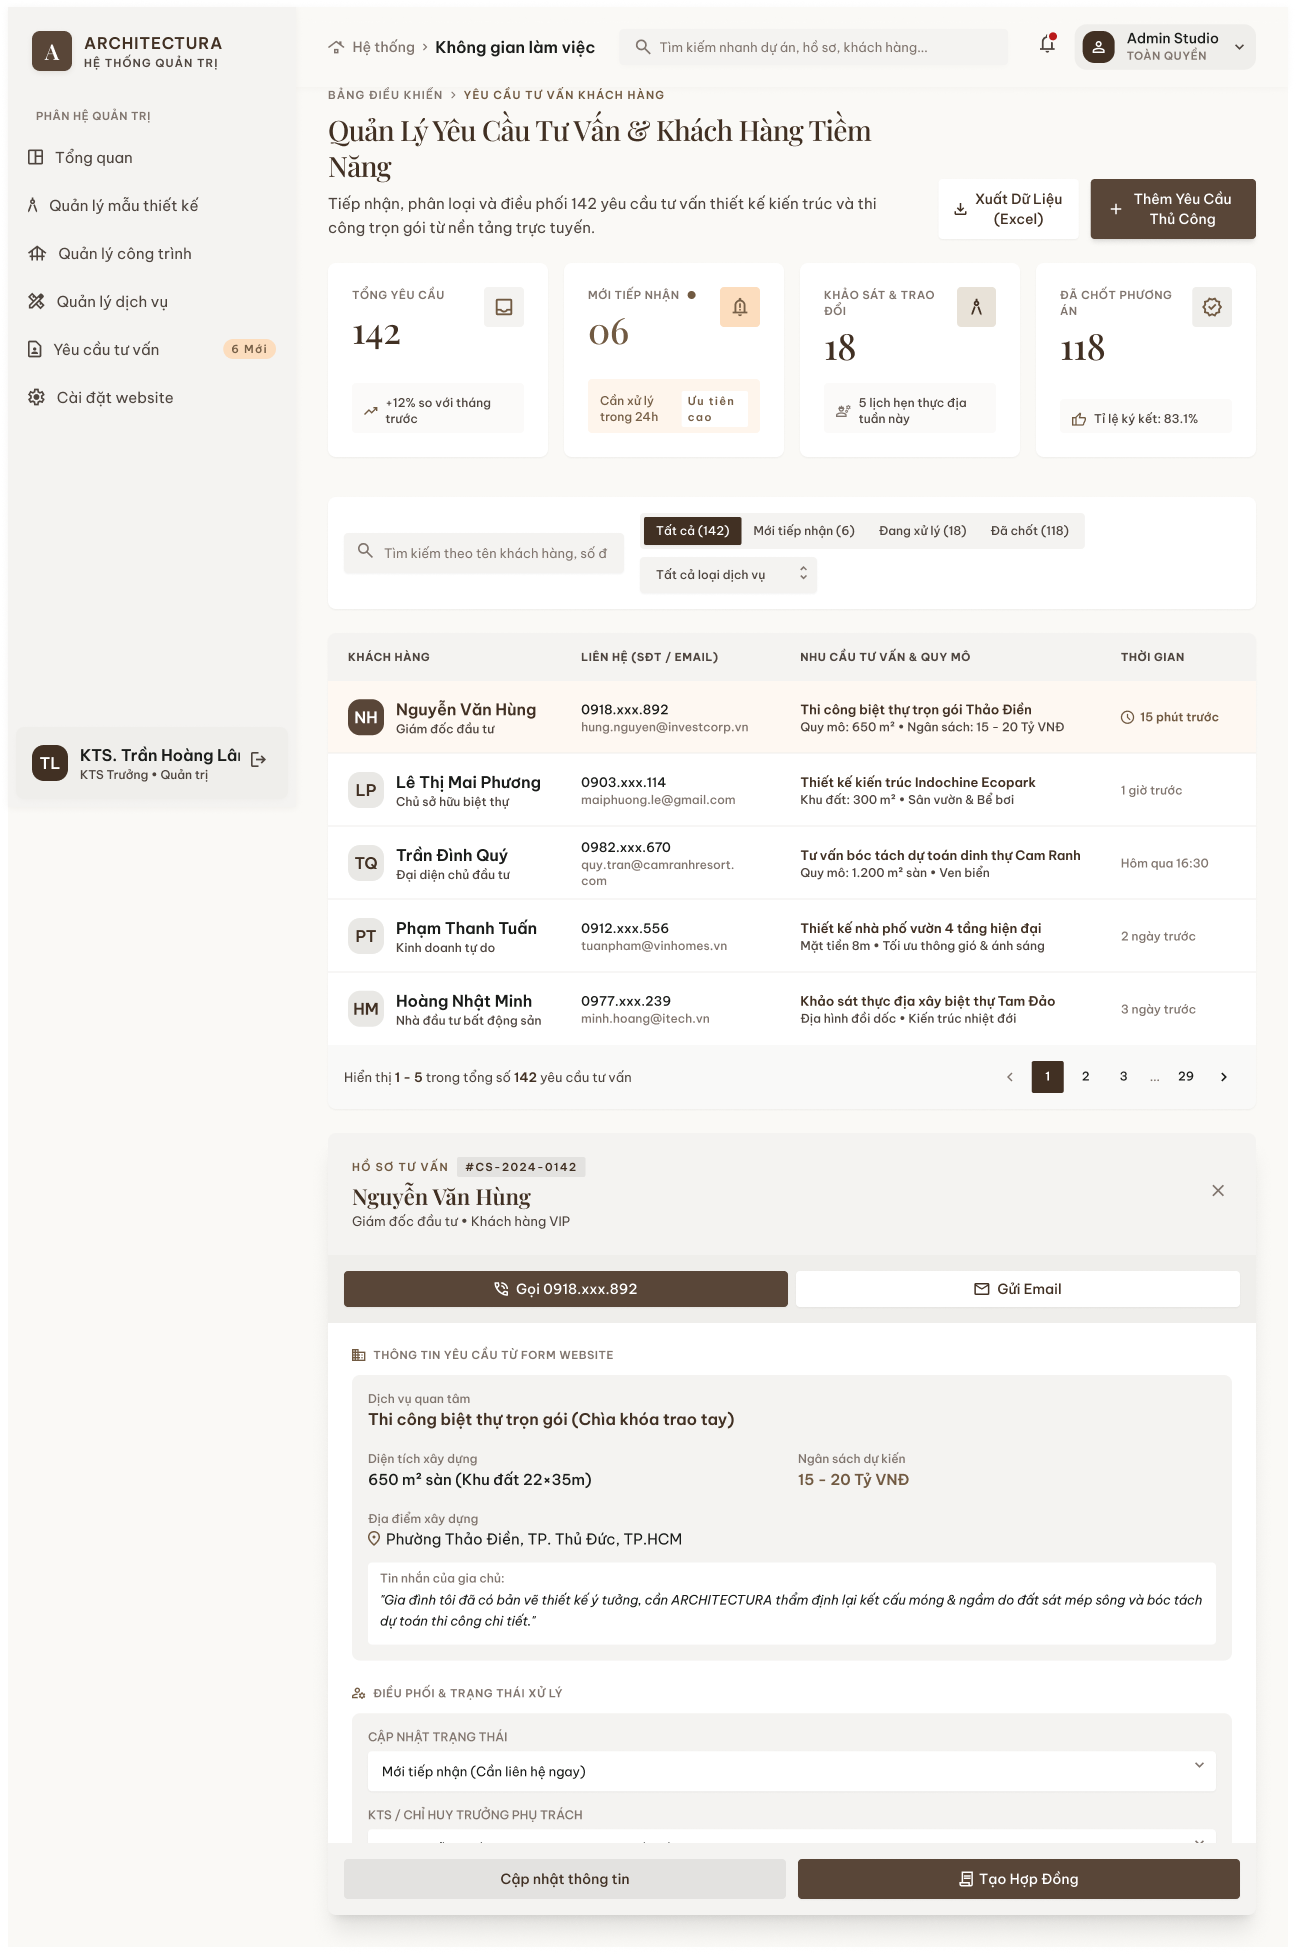 A
ARCHITECTURA
HỆ THỐNG QUẢN TRỊ
PHÂN HỆ QUẢN TRỊ
Tổng quan
Quản lý mẫu thiết kế
Quản lý công trình
Quản lý dịch vụ
Yêu cầu tư vấn
6 Mới
Cài đặt website
TL
KTS. Trần Hoàng
KTS Trưởng • Quản trị
Hệ thống
Không gian làm việc
Tìm kiếm nhanh dự án, hồ sơ, khách hàng...
Admin Studio
TOÀN QUYỀN
BẢNG ĐIỀU KHIỂN
YÊU CẦU TƯ VẤN KHÁCH HÀNG
Quản Lý Yêu Cầu Tư Vấn & Khách Hàng Tiềm
Năng
Tiếp nhận, phân loại và điều phối 142 yêu cầu tư vấn thiết kế kiến trúc và thi
công trọn gói từ nền tảng trực tuyến.
Xuất Dữ Liệu
(Excel)
Thêm Yêu Cầu
Thủ Công
TỔNG YÊU CẦU
142
+12% so với tháng
trước
MỚI TIẾP NHẬN
06
Cần xử lý
trong 24h
Ưu tiên
cao
KHẢO SÁT & TRAO
ĐỔI
18
5 lịch hẹn thực địa
tuần này
ĐÃ CHỐT PHƯƠNG
ÁN
118
Tỉ lệ ký kết: 83.1%
Tìm kiếm theo tên khách hàng, số đ
Tất cả (142)
Mới tiếp nhận (6)
Đang xử lý (18)
Đã chốt (118)
Tất cả loại dịch vụ
KHÁCH HÀNG
LIÊN HỆ (SĐT / EMAIL)
NHU CẦU TƯ VẤN & QUY MÔ
THỜI GIAN
NH
Nguyễn Văn Hùng
Giám đốc đầu tư
0918.xxx.892
hung.nguyen@investcorp.vn
Thi công biệt thự trọn gói Thảo Điền
Quy mô: 650 m² • Ngân sách: 15 - 20 Tỷ VNĐ
15 phút trước
LP
Lê Thị Mai Phương
Chủ sở hữu biệt thự
0903.xxx.114
maiphuong.le@gmail.com
Thiết kế kiến trúc Indochine Ecopark
Khu đất: 300 m² • Sân vườn & Bể bơi
1 giờ trước
TQ
Trần Đình Quý
Đại diện chủ đầu tư
0982.xxx.670
quy.tran@camranhresort.
com
Tư vấn bóc tách dự toán dinh thự Cam Ranh
Quy mô: 1.200 m² sàn • Ven biển
Hôm qua 16:30
PT
Phạm Thanh Tuấn
Kinh doanh tự do
0912.xxx.556
tuanpham@vinhomes.vn
Thiết kế nhà phố vườn 4 tầng hiện đại
Mặt tiền 8m • Tối ưu thông gió & ánh sáng
2 ngày trước
HM
Hoàng Nhật Minh
Nhà đầu tư bất động sản
0977.xxx.239
minh.hoang@itech.vn
Khảo sát thực địa xây biệt thự Tam Đảo
Địa hình đồi dốc • Kiến trúc nhiệt đới
3 ngày trước
Hiển thị 1 - 5 trong tổng số 142 yêu cầu tư vấn
1 2 3 ... 29
HỒ SƠ TƯ VẤN
#CS-2024-0142
Nguyễn Văn Hùng
Giám đốc đầu tư • Khách hàng VIP
Gọi 0918.xxx.892
Gửi Email
THÔNG TIN YÊU CẦU TỪ FORM WEBSITE
Dịch vụ quan tâm
Thi công biệt thự trọn gói (Chìa khóa trao tay)
Diện tích xây dựng
650 m² sàn (Khu đất 22×35m)
Ngân sách dự kiến
15 - 20 Tỷ VNĐ
Địa điểm xây dựng
Phường Thảo Điền, TP. Thủ Đức, TP.HCM
Tin nhắn của gia chủ:
"Gia đình tôi đã có bản vẽ thiết kế ý tưởng, cần ARCHITECTURA thẩm định lại kết cấu móng & ngầm do đất sát mép sông và bóc tách
dự toán thi công chi tiết."
ĐIỀU PHỐI & TRẠNG THÁI XỬ LÝ
CẬP NHẬT TRẠNG THÁI
Mới tiếp nhận (Cần liên hệ ngay)
KTS / CHỈ HUY TRƯỞNG PHỤ TRÁCH
Cập nhật thông tin
Tạo Hợp Đồng